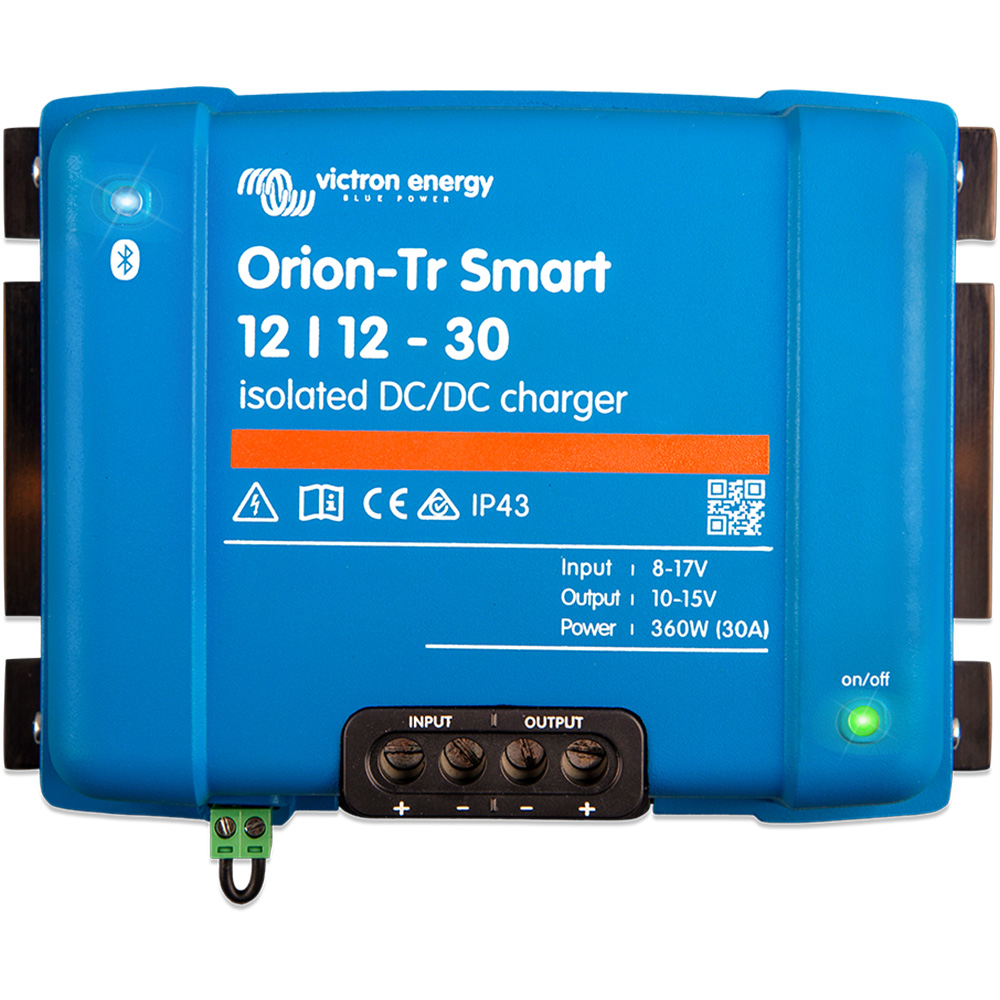 victron energy
BLUE POWER
Orion-Tr Smart
12 | 12 - 30
isolated DC/DC charger
CE IP43
Input | 8-17V
Output | 10-15V
Power | 360W (30A)
on/off
INPUT | OUTPUT
+ - | - +